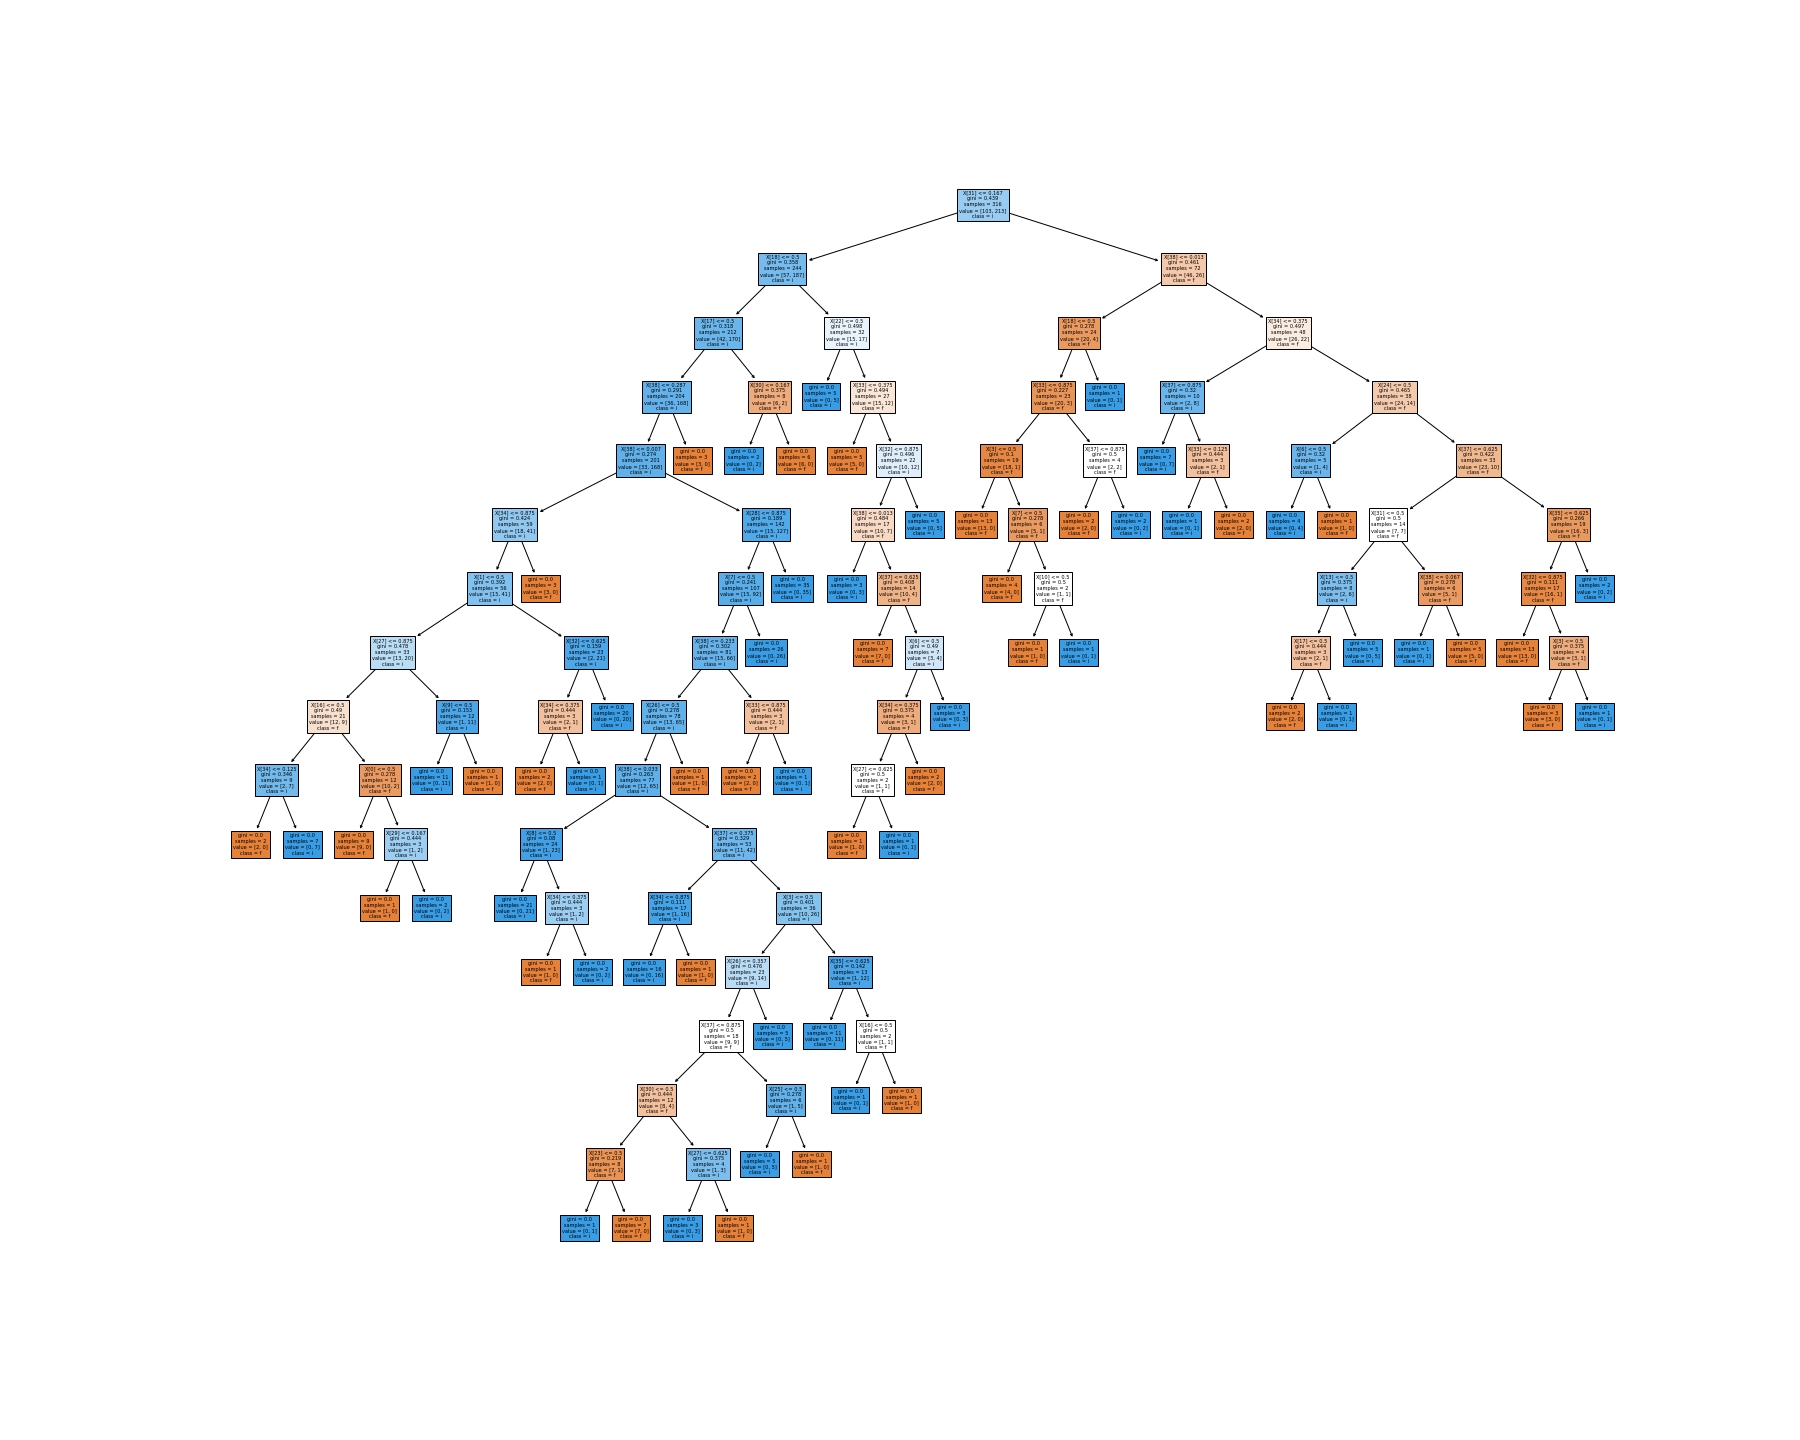 X[31] <= 0.167
gini = 0.439
samples = 316
value = [103, 213]
class = i
X[18] <= 0.5
gini = 0.358
samples = 244
value = [57, 187]
class = i
X[38] <= 0.013
gini = 0.461
samples = 72
value = [46, 26]
class = f
X[17] <= 0.5
gini = 0.318
samples = 212
value = [42, 170]
class = i
X[22] <= 0.5
gini = 0.498
samples = 32
value = [15, 17]
class = i
X[18] <= 0.5
gini = 0.278
samples = 24
value = [20, 4]
class = f
X[34] <= 0.375
gini = 0.497
samples = 48
value = [26, 22]
class = f
X[38] <= 0.287
gini = 0.291
samples = 204
value = [36, 168]
class = i
X[30] <= 0.167
gini = 0.375
samples = 8
value = [6, 2]
class = f
gini = 0.0
samples = 5
value = [0, 5]
class = i
X[33] <= 0.375
gini = 0.494
samples = 27
value = [15, 12]
class = f
X[33] <= 0.875
gini = 0.227
samples = 23
value = [20, 3]
class = f
gini = 0.0
samples = 1
value = [0, 1]
class = i
X[37] <= 0.875
gini = 0.32
samples = 10
value = [2, 8]
class = i
X[24] <= 0.5
gini = 0.465
samples = 38
value = [24, 14]
class = f
X[38] <= 0.007
gini = 0.274
samples = 201
value = [33, 168]
class = i
gini = 0.0
samples = 3
value = [3, 0]
class = f
gini = 0.0
samples = 2
value = [0, 2]
class = i
gini = 0.0
samples = 6
value = [6, 0]
class = f
gini = 0.0
samples = 5
value = [5, 0]
class = f
X[32] <= 0.875
gini = 0.496
samples = 22
value = [10, 12]
class = i
X[3] <= 0.5
gini = 0.1
samples = 19
value = [18, 1]
class = f
X[37] <= 0.875
gini = 0.5
samples = 4
value = [2, 2]
class = f
gini = 0.0
samples = 7
value = [0, 7]
class = i
X[33] <= 0.125
gini = 0.444
samples = 3
value = [2, 1]
class = f
X[6] <= 0.5
gini = 0.32
samples = 5
value = [1, 4]
class = i
X[37] <= 0.625
gini = 0.422
samples = 33
value = [23, 10]
class = f
X[34] <= 0.875
gini = 0.424
samples = 59
value = [18, 41]
class = i
X[28] <= 0.875
gini = 0.189
samples = 142
value = [15, 127]
class = i
X[38] <= 0.013
gini = 0.484
samples = 17
value = [10, 7]
class = f
gini = 0.0
samples = 5
value = [0, 5]
class = i
gini = 0.0
samples = 13
value = [13, 0]
class = f
X[7] <= 0.5
gini = 0.278
samples = 6
value = [5, 1]
class = f
gini = 0.0
samples = 2
value = [2, 0]
class = f
gini = 0.0
samples = 2
value = [0, 2]
class = i
gini = 0.0
samples = 1
value = [0, 1]
class = i
gini = 0.0
samples = 2
value = [2, 0]
class = f
gini = 0.0
samples = 4
value = [0, 4]
class = i
gini = 0.0
samples = 1
value = [1, 0]
class = f
X[31] <= 0.5
gini = 0.5
samples = 14
value = [7, 7]
class = f
X[35] <= 0.625
gini = 0.266
samples = 19
value = [16, 3]
class = f
X[1] <= 0.5
gini = 0.392
samples = 56
value = [15, 41]
class = i
gini = 0.0
samples = 3
value = [3, 0]
class = f
X[7] <= 0.5
gini = 0.241
samples = 107
value = [15, 92]
class = i
gini = 0.0
samples = 35
value = [0, 35]
class = i
gini = 0.0
samples = 3
value = [0, 3]
class = i
X[37] <= 0.625
gini = 0.408
samples = 14
value = [10, 4]
class = f
gini = 0.0
samples = 4
value = [4, 0]
class = f
X[10] <= 0.5
gini = 0.5
samples = 2
value = [1, 1]
class = f
X[13] <= 0.5
gini = 0.375
samples = 8
value = [2, 6]
class = i
X[38] <= 0.067
gini = 0.278
samples = 6
value = [5, 1]
class = f
X[32] <= 0.875
gini = 0.111
samples = 17
value = [16, 1]
class = f
gini = 0.0
samples = 2
value = [0, 2]
class = i
X[27] <= 0.875
gini = 0.478
samples = 33
value = [13, 20]
class = i
X[32] <= 0.625
gini = 0.159
samples = 23
value = [2, 21]
class = i
X[38] <= 0.233
gini = 0.302
samples = 81
value = [15, 66]
class = i
gini = 0.0
samples = 26
value = [0, 26]
class = i
gini = 0.0
samples = 7
value = [7, 0]
class = f
X[6] <= 0.5
gini = 0.49
samples = 7
value = [3, 4]
class = i
gini = 0.0
samples = 1
value = [1, 0]
class = f
gini = 0.0
samples = 1
value = [0, 1]
class = i
X[17] <= 0.5
gini = 0.444
samples = 3
value = [2, 1]
class = f
gini = 0.0
samples = 5
value = [0, 5]
class = i
gini = 0.0
samples = 1
value = [0, 1]
class = i
gini = 0.0
samples = 5
value = [5, 0]
class = f
gini = 0.0
samples = 13
value = [13, 0]
class = f
X[3] <= 0.5
gini = 0.375
samples = 4
value = [3, 1]
class = f
X[16] <= 0.5
gini = 0.49
samples = 21
value = [12, 9]
class = f
X[9] <= 0.5
gini = 0.153
samples = 12
value = [1, 11]
class = i
X[34] <= 0.375
gini = 0.444
samples = 3
value = [2, 1]
class = f
gini = 0.0
samples = 20
value = [0, 20]
class = i
X[26] <= 0.5
gini = 0.278
samples = 78
value = [13, 65]
class = i
X[33] <= 0.875
gini = 0.444
samples = 3
value = [2, 1]
class = f
X[34] <= 0.375
gini = 0.375
samples = 4
value = [3, 1]
class = f
gini = 0.0
samples = 3
value = [0, 3]
class = i
gini = 0.0
samples = 2
value = [2, 0]
class = f
gini = 0.0
samples = 1
value = [0, 1]
class = i
gini = 0.0
samples = 3
value = [3, 0]
class = f
gini = 0.0
samples = 1
value = [0, 1]
class = i
X[34] <= 0.125
gini = 0.346
samples = 9
value = [2, 7]
class = i
X[0] <= 0.5
gini = 0.278
samples = 12
value = [10, 2]
class = f
gini = 0.0
samples = 11
value = [0, 11]
class = i
gini = 0.0
samples = 1
value = [1, 0]
class = f
gini = 0.0
samples = 2
value = [2, 0]
class = f
gini = 0.0
samples = 1
value = [0, 1]
class = i
X[38] <= 0.033
gini = 0.263
samples = 77
value = [12, 65]
class = i
gini = 0.0
samples = 1
value = [1, 0]
class = f
gini = 0.0
samples = 2
value = [2, 0]
class = f
gini = 0.0
samples = 1
value = [0, 1]
class = i
X[27] <= 0.625
gini = 0.5
samples = 2
value = [1, 1]
class = f
gini = 0.0
samples = 2
value = [2, 0]
class = f
gini = 0.0
samples = 2
value = [2, 0]
class = f
gini = 0.0
samples = 7
value = [0, 7]
class = i
gini = 0.0
samples = 9
value = [9, 0]
class = f
X[29] <= 0.167
gini = 0.444
samples = 3
value = [1, 2]
class = i
X[8] <= 0.5
gini = 0.08
samples = 24
value = [1, 23]
class = i
X[37] <= 0.375
gini = 0.329
samples = 53
value = [11, 42]
class = i
gini = 0.0
samples = 1
value = [1, 0]
class = f
gini = 0.0
samples = 1
value = [0, 1]
class = i
gini = 0.0
samples = 1
value = [1, 0]
class = f
gini = 0.0
samples = 2
value = [0, 2]
class = i
gini = 0.0
samples = 21
value = [0, 21]
class = i
X[34] <= 0.375
gini = 0.444
samples = 3
value = [1, 2]
class = i
X[34] <= 0.875
gini = 0.111
samples = 17
value = [1, 16]
class = i
X[3] <= 0.5
gini = 0.401
samples = 36
value = [10, 26]
class = i
gini = 0.0
samples = 1
value = [1, 0]
class = f
gini = 0.0
samples = 2
value = [0, 2]
class = i
gini = 0.0
samples = 16
value = [0, 16]
class = i
gini = 0.0
samples = 1
value = [1, 0]
class = f
X[26] <= 0.357
gini = 0.476
samples = 23
value = [9, 14]
class = i
X[35] <= 0.625
gini = 0.142
samples = 13
value = [1, 12]
class = i
X[37] <= 0.875
gini = 0.5
samples = 18
value = [9, 9]
class = f
gini = 0.0
samples = 5
value = [0, 5]
class = i
gini = 0.0
samples = 11
value = [0, 11]
class = i
X[16] <= 0.5
gini = 0.5
samples = 2
value = [1, 1]
class = f
X[30] <= 0.5
gini = 0.444
samples = 12
value = [8, 4]
class = f
X[25] <= 0.5
gini = 0.278
samples = 6
value = [1, 5]
class = i
gini = 0.0
samples = 1
value = [0, 1]
class = i
gini = 0.0
samples = 1
value = [1, 0]
class = f
X[23] <= 0.5
gini = 0.219
samples = 8
value = [7, 1]
class = f
X[27] <= 0.625
gini = 0.375
samples = 4
value = [1, 3]
class = i
gini = 0.0
samples = 5
value = [0, 5]
class = i
gini = 0.0
samples = 1
value = [1, 0]
class = f
gini = 0.0
samples = 1
value = [0, 1]
class = i
gini = 0.0
samples = 7
value = [7, 0]
class = f
gini = 0.0
samples = 3
value = [0, 3]
class = i
gini = 0.0
samples = 1
value = [1, 0]
class = f